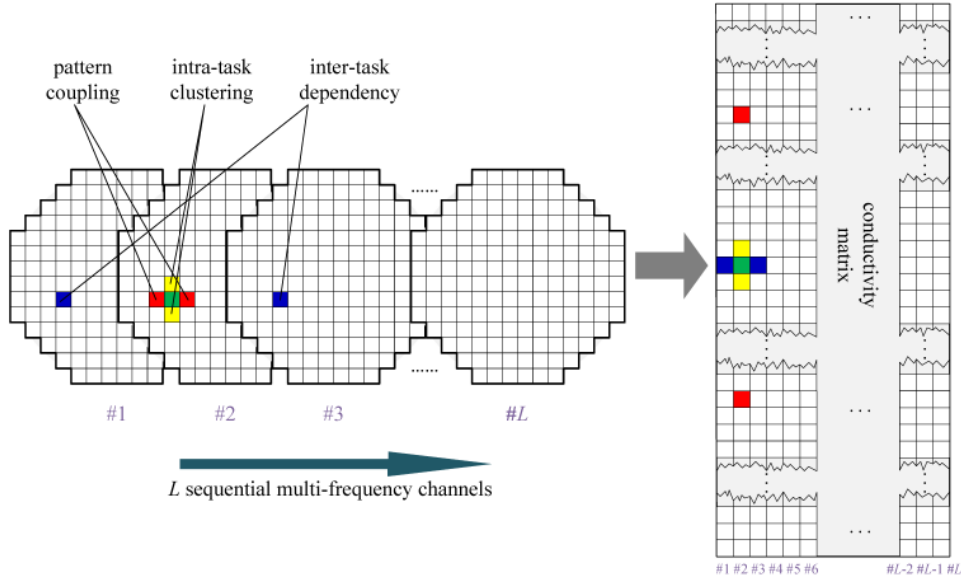 pattern
coupling
intra-task
clustering
inter-task
dependency
......
......
#1
#2
#3
#L
L sequential multi-frequency channels
...
...
conductivity
matrix
...
...
#1 #2 #3 #4 #5 #6
#L-2 #L-1 #L